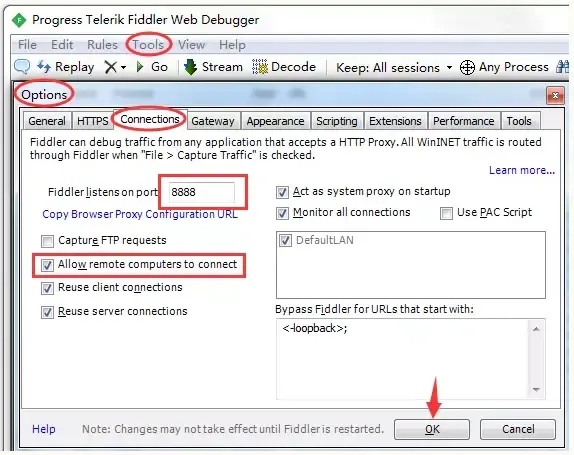 Progress Telerik Fiddler Web Debugger
File Edit Rules Tools View Help
Replay Go Stream Decode Keep: All sessions Any Process
Options
General HTTPS Connections Gateway Appearance Scripting Extensions Performance Tools
Fiddler can debug traffic from any application that accepts a HTTP Proxy. All WinINET traffic is routed
through Fiddler when "File > Capture Traffic" is checked.
Learn more...
Fiddler listens on port: 8888
Act as system proxy on startup
Copy Browser Proxy Configuration URL
Monitor all connections Use PAC Script
Capture FTP requests
DefaultLAN
Allow remote computers to connect
Reuse client connections
Reuse server connections
Bypass Fiddler for URLs that start with:
<-loopback>;
Help Note: Changes may not take effect until Fiddler is restarted. OK Cancel